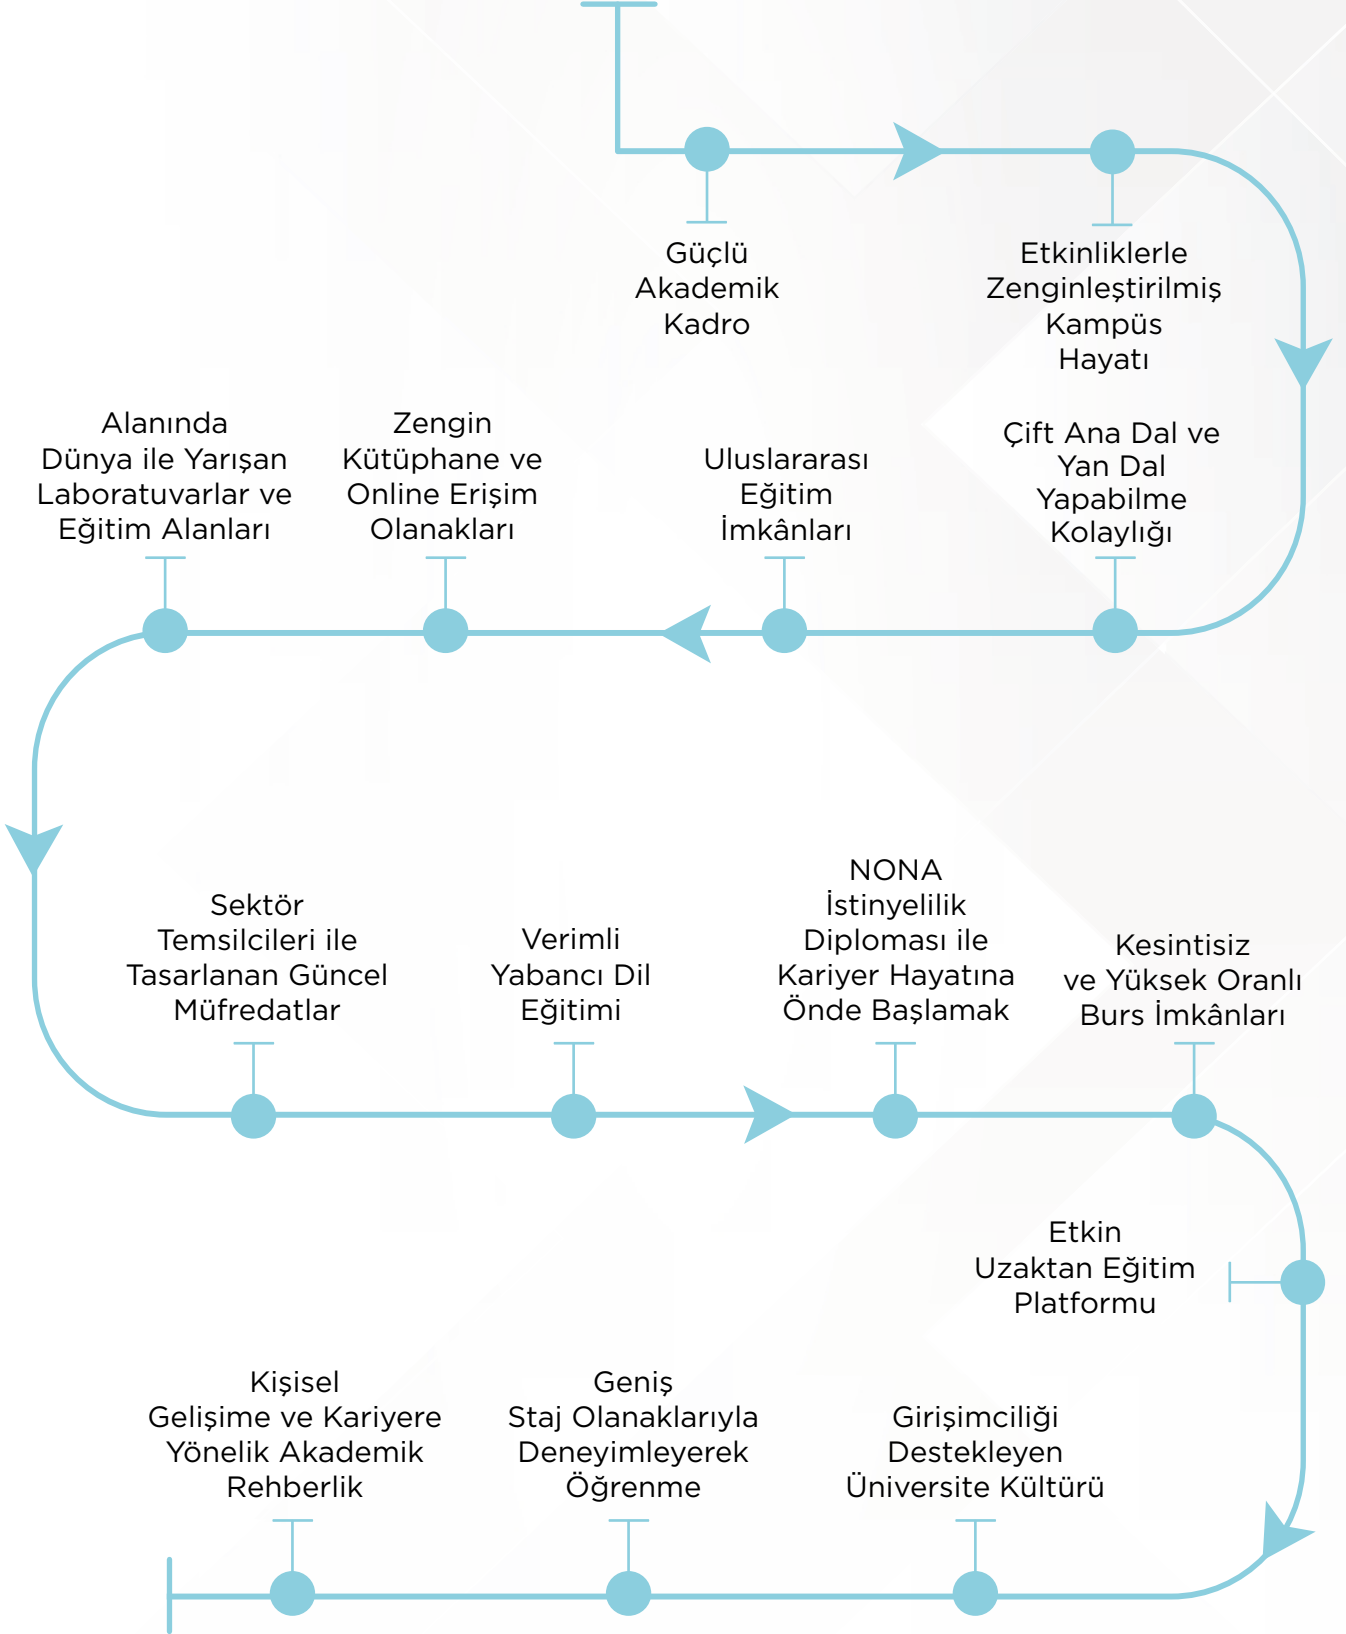 Güçlü
Akademik
Kadro
Etkinliklerle
Zenginleştirilmiş
Kampüs
Hayatı
Çift Ana Dal ve
Yan Dal
Yapabilme
Kolaylığı
Uluslararası
Eğitim
İmkânları
Zengin
Kütüphane ve
Online Erişim
Olanakları
Alanında
Dünya ile Yarışan
Laboratuvarlar ve
Eğitim Alanları
Sektör
Temsilcileri ile
Tasarlanan Güncel
Müfredatlar
Verimli
Yabancı Dil
Eğitimi
NONA
İstinyelilik
Diploması ile
Kariyer Hayatına
Önde Başlamak
Kesintisiz
ve Yüksek Oranlı
Burs İmkânları
Etkin
Uzaktan Eğitim
Platformu
Girişimciliği
Destekleyen
Üniversite Kültürü
Geniş
Staj Olanaklarıyla
Deneyimleyerek
Öğrenme
Kişisel
Gelişime ve Kariyere
Yönelik Akademik
Rehberlik